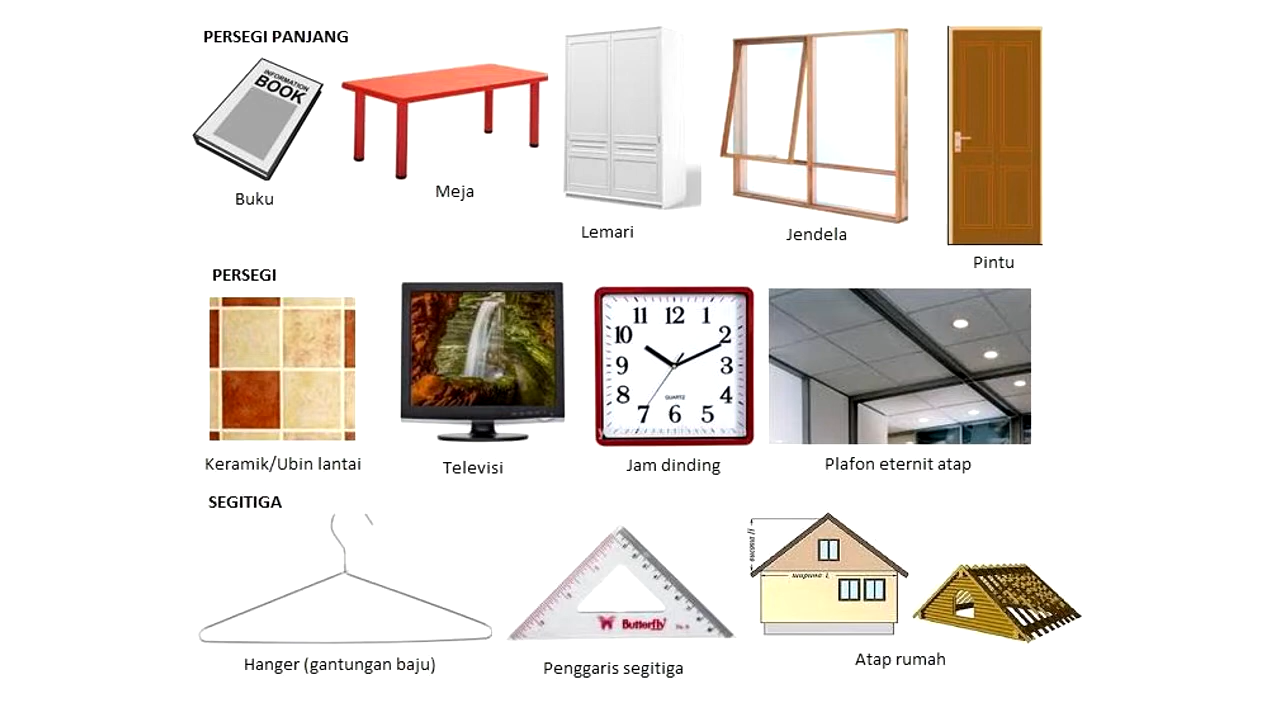 PERSEGI PANJANG
INFORMATION
BOOK
Buku
Meja
Lemari
Jendela
Pintu
PERSEGI
11 12 1
10 2
9 3
8 4
7 6 5
QUARTZ
Keramik/Ubin lantai
Televisi
Jam dinding
Plafon eternit atap
SEGITIGA
Butterfly
высота H
ширина L
Hanger (gantungan baju)
Penggaris segitiga
Atap rumah